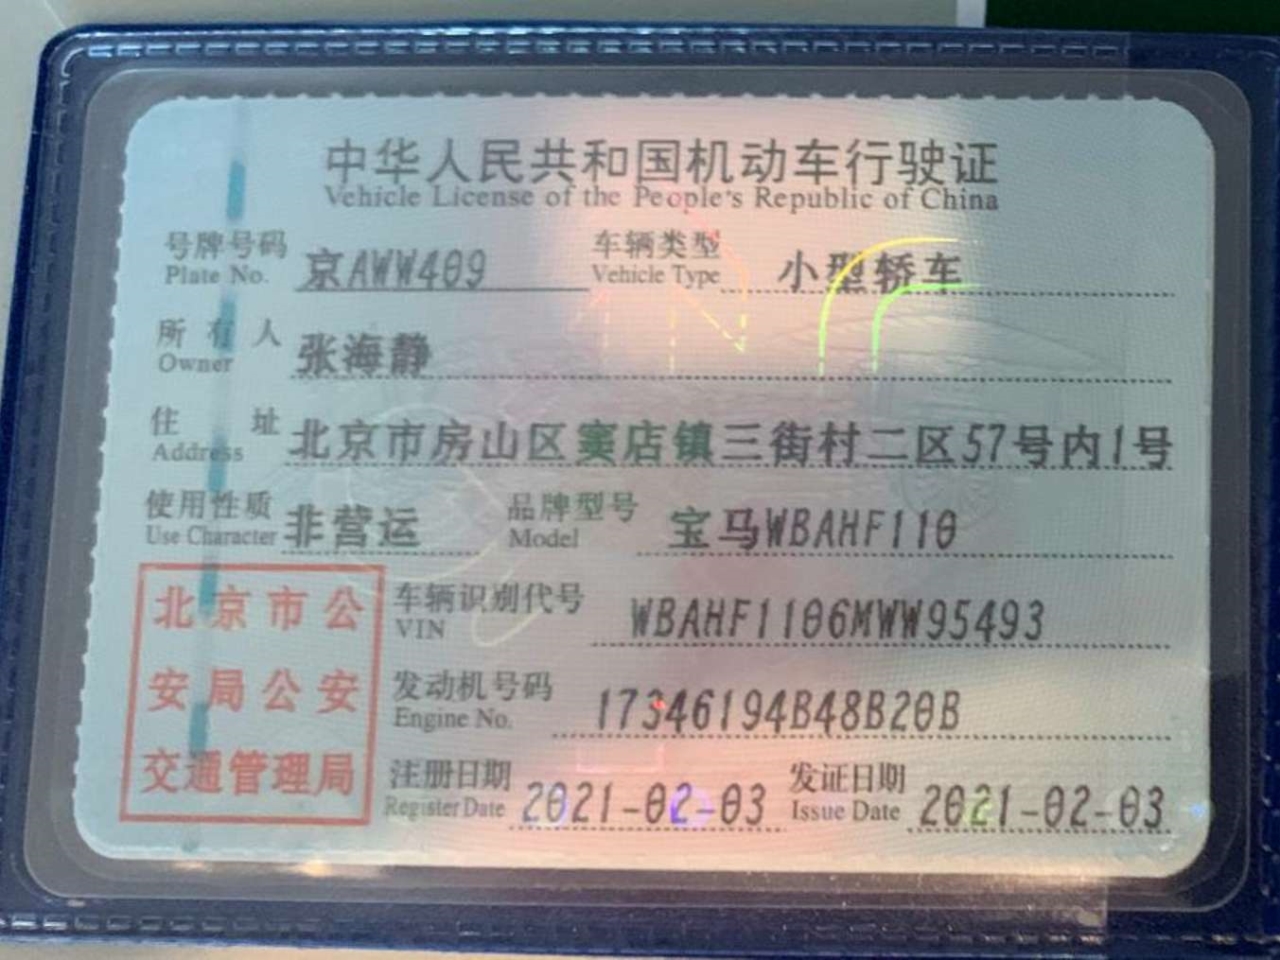 中华人民共和国机动车行驶证
Vehicle License of the People's Republic of China
号牌号码 京AWW409 车辆类型 小型轿车
Plate No. Vehicle Type
所有人 张海静
Owner
住址 北京市房山区窦店镇三街村二区57号内1号
Address
使用性质 非营运 品牌型号 宝马WBAHF110
Use Character Model
北京市公
安局公安
交通管理局
车辆识别代号 WBAHF1106MWW95493
VIN
发动机号码 17346194B48B20B
Engine No.
注册日期 2021-02-03 发证日期 2021-02-03
Register Date Issue Date